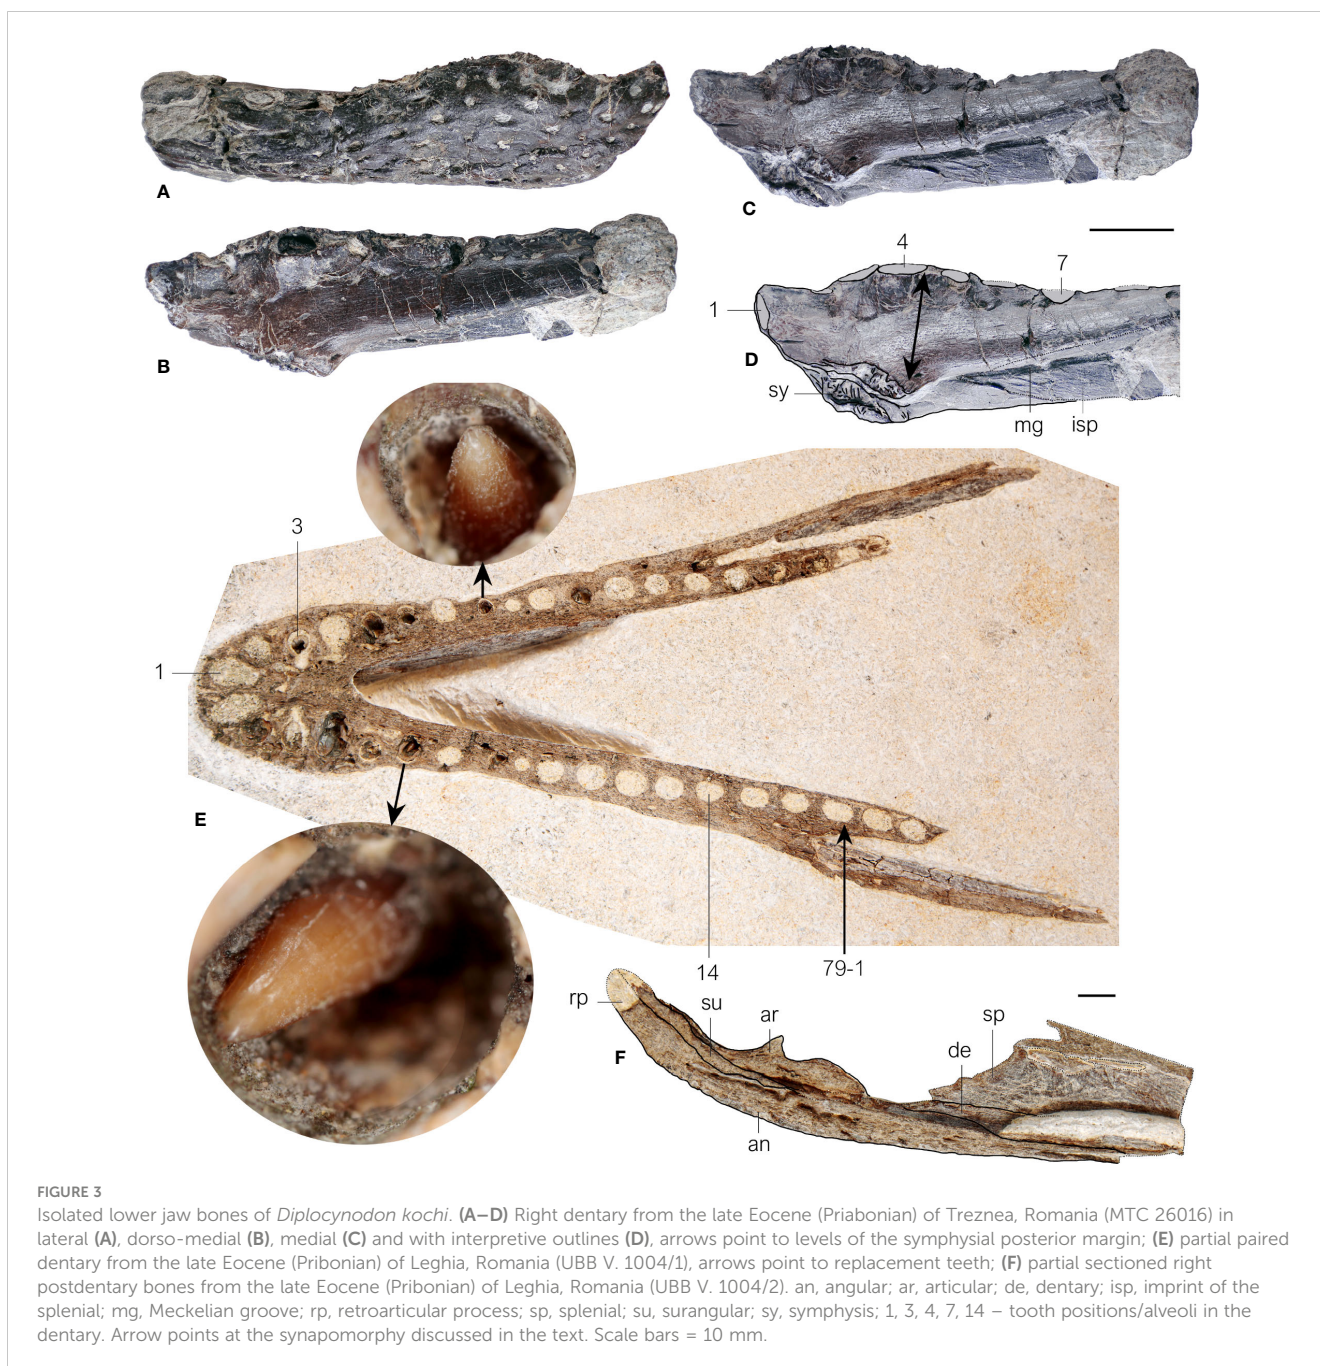 A
C
B
4
7
1
D
sy
mg
isp
3
1
E
14
79-1
rp
su
ar
sp
de
F
an
FIGURE 3
Isolated lower jaw bones of Diplocynodon kochi. (A–D) Right dentary from the late Eocene (Priabonian) of Treznea, Romania (MTC 26016) in
lateral (A), dorso-medial (B), medial (C) and with interpretive outlines (D), arrows point to levels of the symphysial posterior margin; (E) partial paired
dentary from the late Eocene (Pribonian) of Leghia, Romania (UBB V. 1004/1), arrows point to replacement teeth; (F) partial sectioned right
postdentary bones from the late Eocene (Pribonian) of Leghia, Romania (UBB V. 1004/2). an, angular; ar, articular; de, dentary; isp, imprint of the
splenial; mg, Meckelian groove; rp, retroarticular process; sp, splenial; su, surangular; sy, symphysis; 1, 3, 4, 7, 14 – tooth positions/alveoli in the
dentary. Arrow points at the synapomorphy discussed in the text. Scale bars = 10 mm.